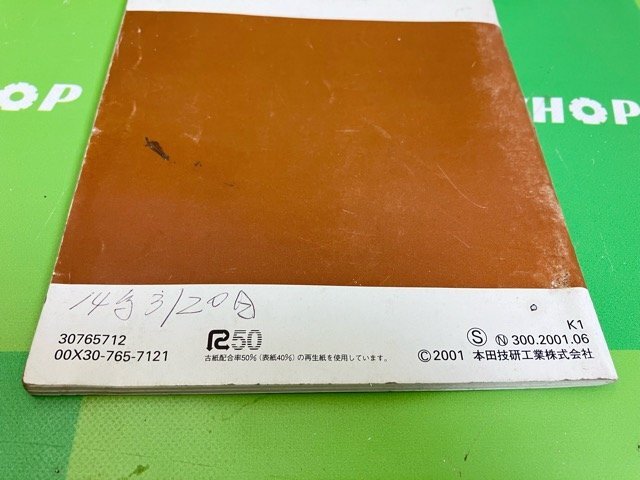 OP
HOP
14年3/20日
30765712
00X30-765-7121
R50
古紙配合率50%(表紙40%)の再生紙を使用しています。
K1
Ⓢ Ⓝ 300.2001.06
©2001 本田技研工業株式会社